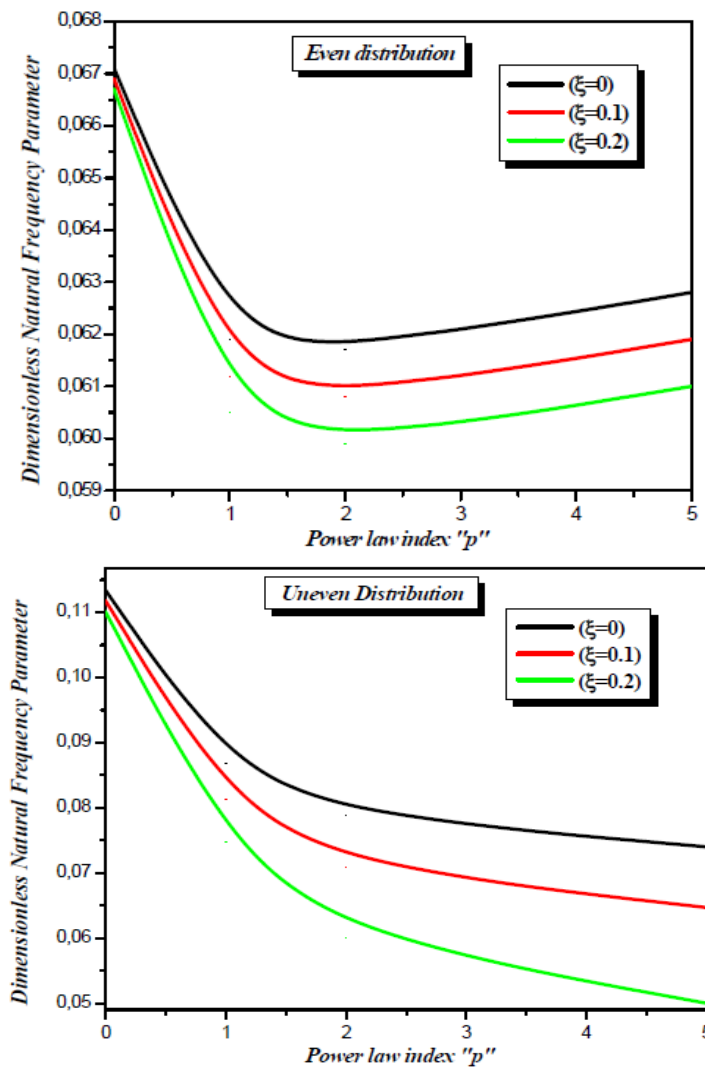 Even distribution
(ξ=0)
(ξ=0.1)
(ξ=0.2)
Dimensionless Natural Frequency Parameter
0,068
0,067
0,066
0,065
0,064
0,063
0,062
0,061
0,060
0,059
0 1 2 3 4 5
Power law index "p"
Uneven Distribution
(ξ=0)
(ξ=0.1)
(ξ=0.2)
Dimensionless Natural Frequency Parameter
0,11
0,10
0,09
0,08
0,07
0,06
0,05
0 1 2 3 4 5
Power law index "p"